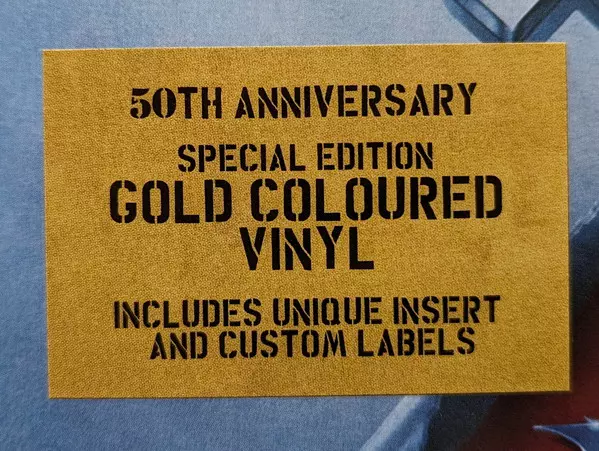 50TH ANNIVERSARY
SPECIAL EDITION
GOLD COLOURED
VINYL
INCLUDES UNIQUE INSERT
AND CUSTOM LABELS